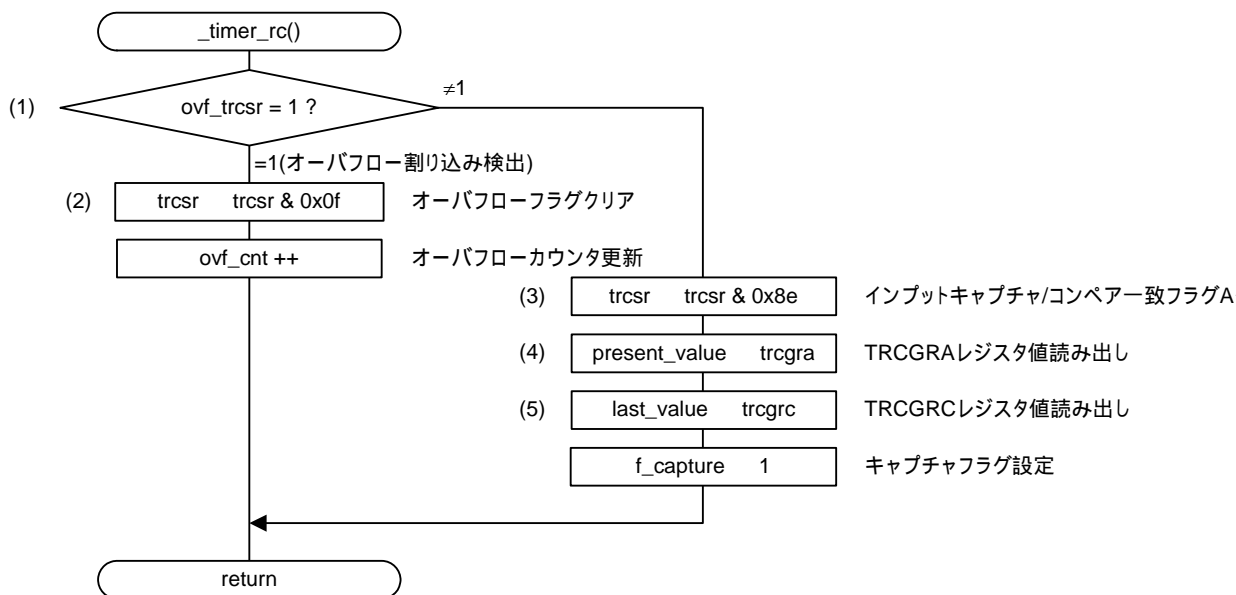 _timer_rc()
(1) ovf_trcsr = 1 ? ≠1
=1(オーバフロー割り込み検出)
(2) trcsr trcsr & 0x0f オーバフローフラグクリア
ovf_cnt ++ オーバフローカウンタ更新
(3) trcsr trcsr & 0x8e インプットキャプチャ/コンペア一致フラグA
(4) present_value trcgra TRCGRAレジスタ値読み出し
(5) last_value trcgrc TRCGRCレジスタ値読み出し
f_capture 1 キャプチャフラグ設定
return